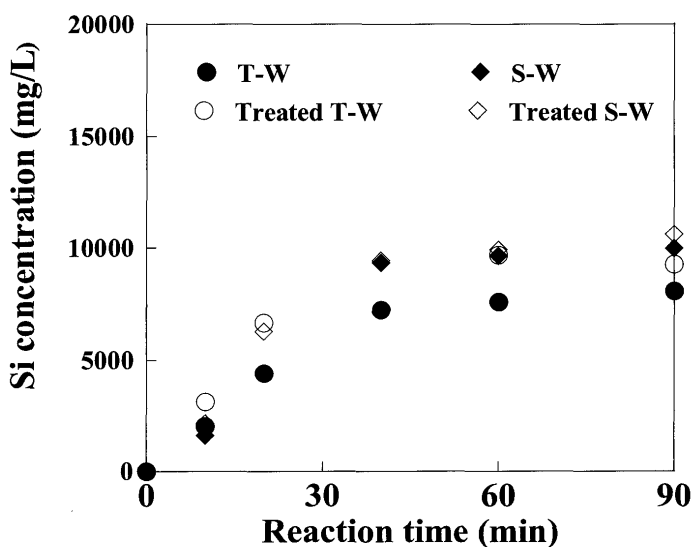 Si concentration (mg/L)
20000
15000
10000
5000
0
T-W
S-W
Treated T-W
Treated S-W
0
30
60
90
Reaction time (min)